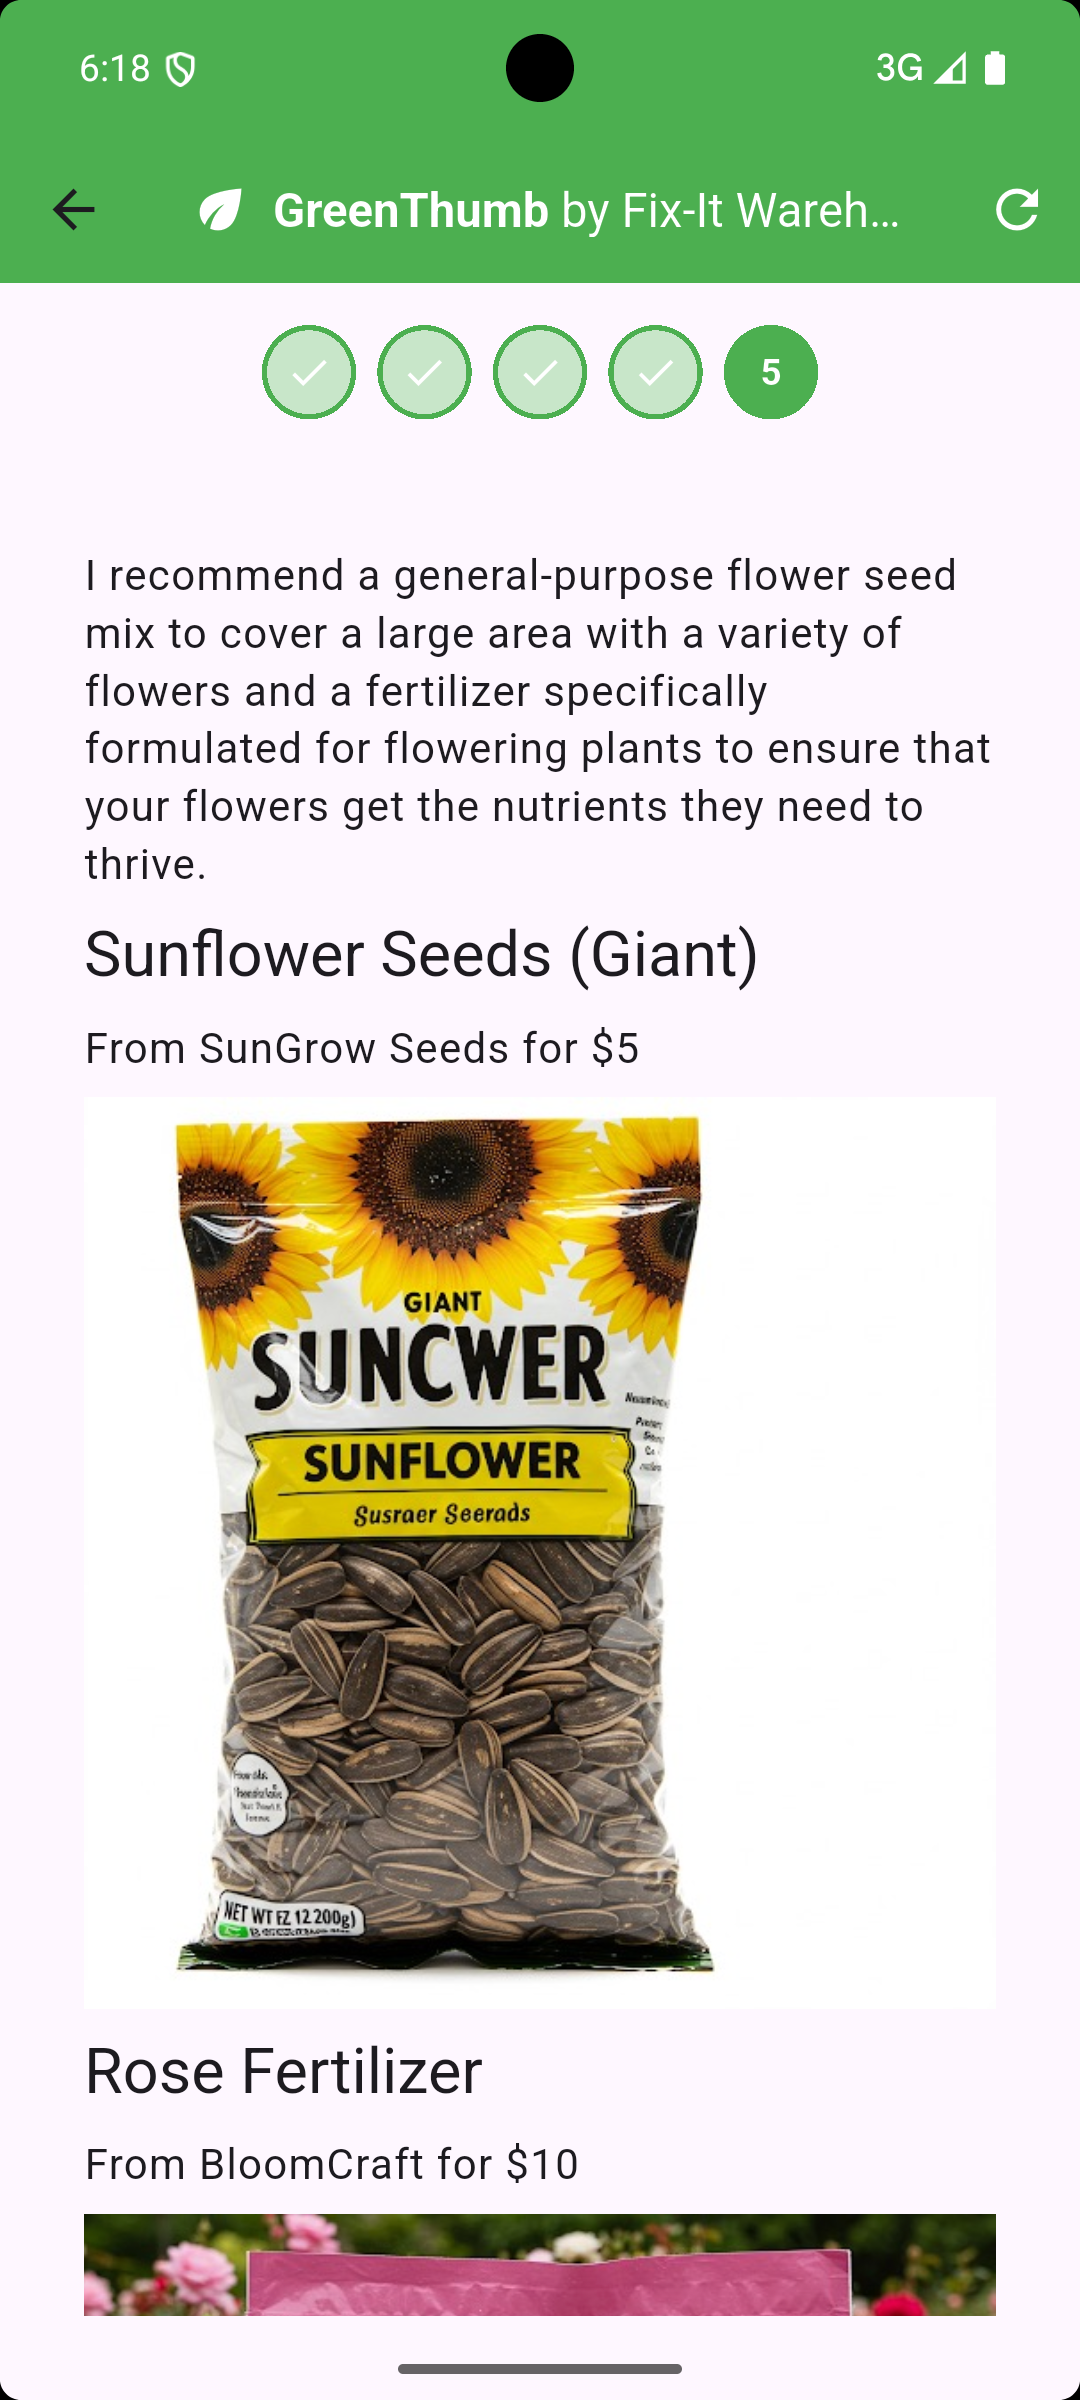 6:18
3G
GreenThumb by Fix-It Wareh...
5
I recommend a general-purpose flower seed
mix to cover a large area with a variety of
flowers and a fertilizer specifically
formulated for flowering plants to ensure that
your flowers get the nutrients they need to
thrive.
Sunflower Seeds (Giant)
From SunGrow Seeds for $5
GIANT
SUNCWER
SUNFLOWER
Susraer Seerads
NET WT FZ 12 200g)
Rose Fertilizer
From BloomCraft for $10